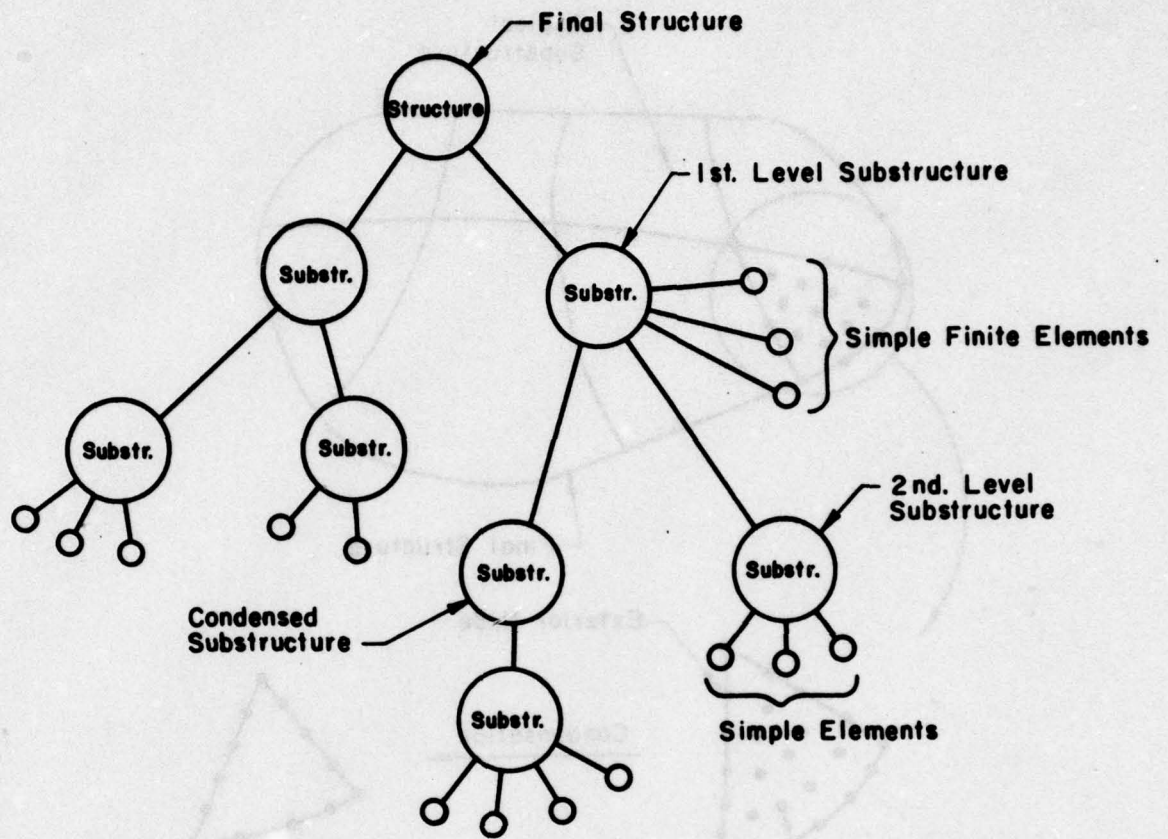 Final Structure
Structure
1st. Level Substructure
Substr.
Substr.
Simple Finite Elements
Substr.
Substr.
2nd. Level
Substructure
Substr.
Substr.
Condensed
Substructure
Substr.
Simple Elements